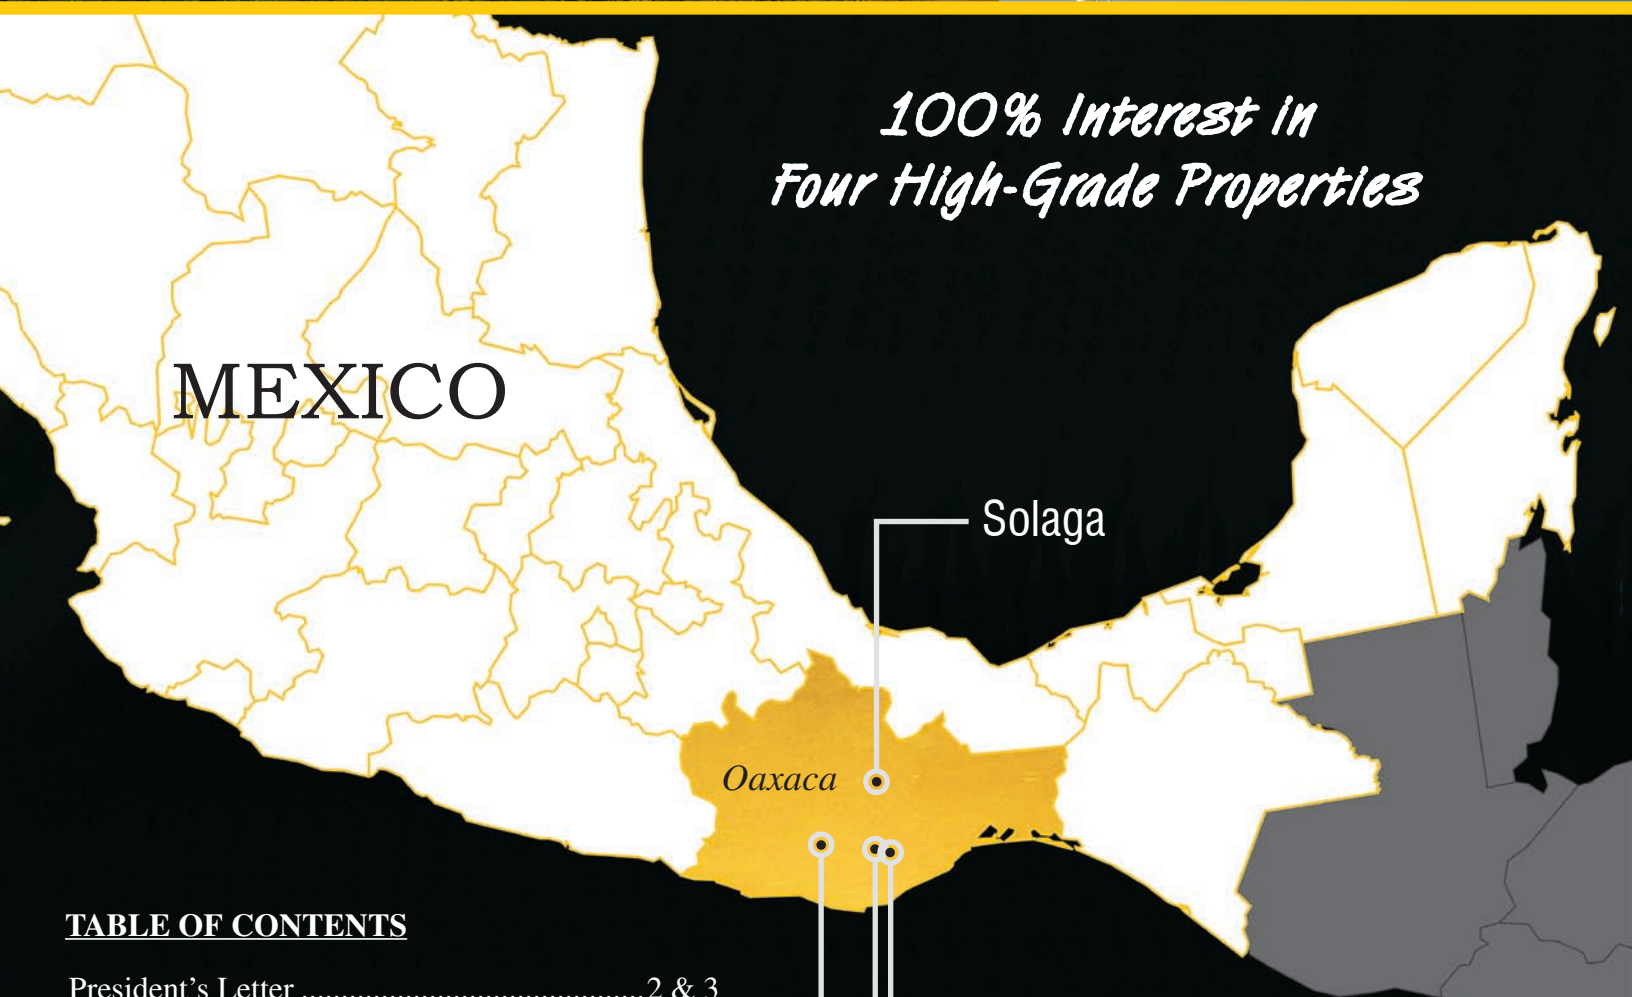 100% Interest in
Four High-Grade Properties
MEXICO
Solaga
Oaxaca
TABLE OF CONTENTS
President's Letter ........................................... 2 & 3